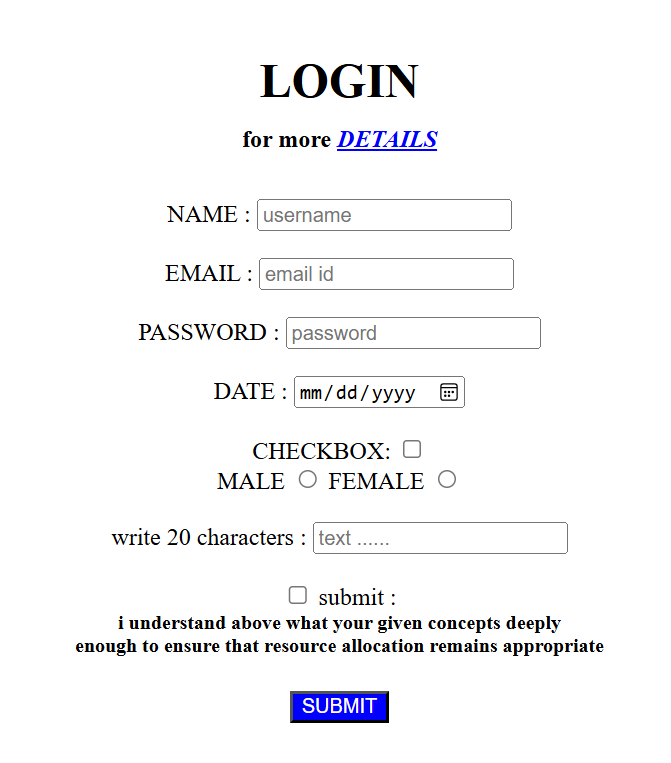 LOGIN
for more DETAILS
NAME : username
EMAIL : email id
PASSWORD : password
DATE : mm/dd/yyyy
CHECKBOX:
MALE FEMALE
write 20 characters : text ......
submit :
i understand above what your given concepts deeply
enough to ensure that resource allocation remains appropriate
SUBMIT